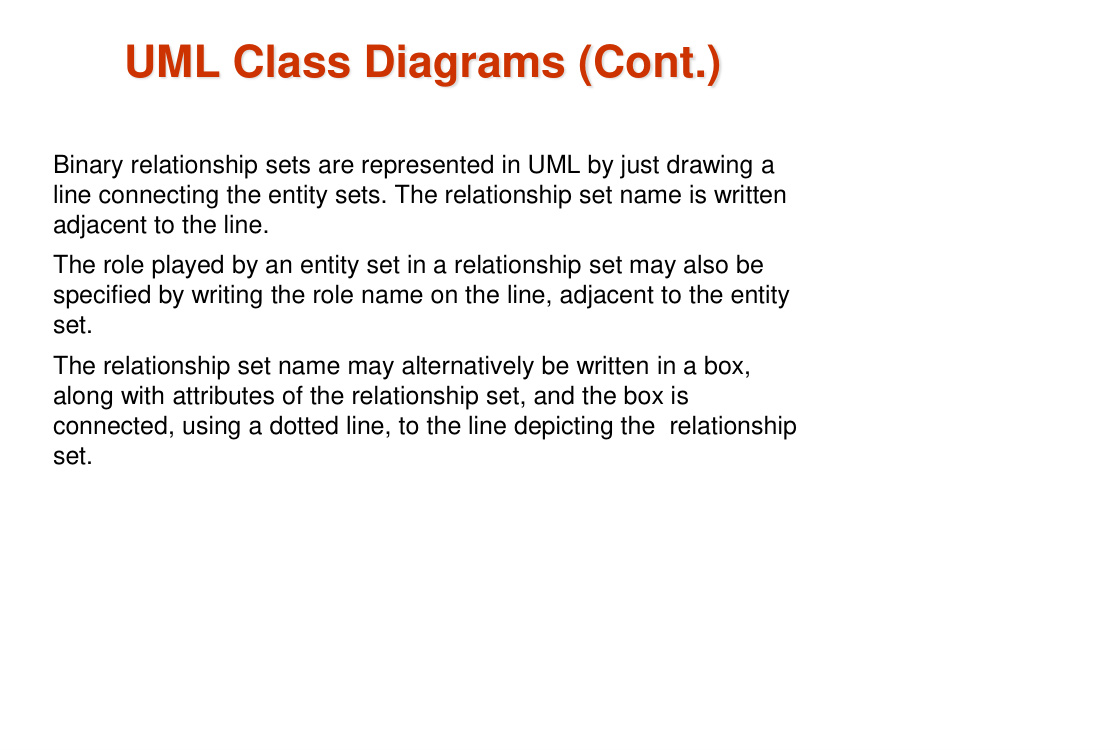 UML Class Diagrams (Cont.)
Binary relationship sets are represented in UML by just drawing a
line connecting the entity sets. The relationship set name is written
adjacent to the line.
The role played by an entity set in a relationship set may also be
specified by writing the role name on the line, adjacent to the entity
set.
The relationship set name may alternatively be written in a box,
along with attributes of the relationship set, and the box is
connected, using a dotted line, to the line depicting the  relationship
set.